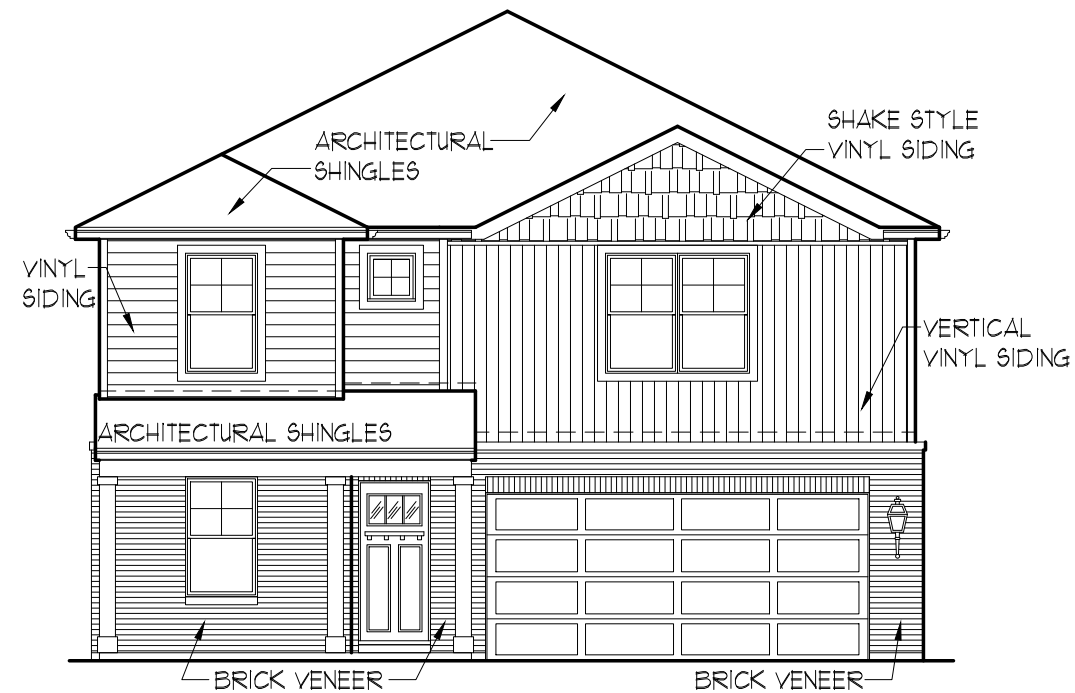 SHAKE STYLE
VINYL SIDING
ARCHITECTURAL
SHINGLES
VINYL
SIDING
VERTICAL
VINYL SIDING
ARCHITECTURAL SHINGLES
BRICK VENEER
BRICK VENEER